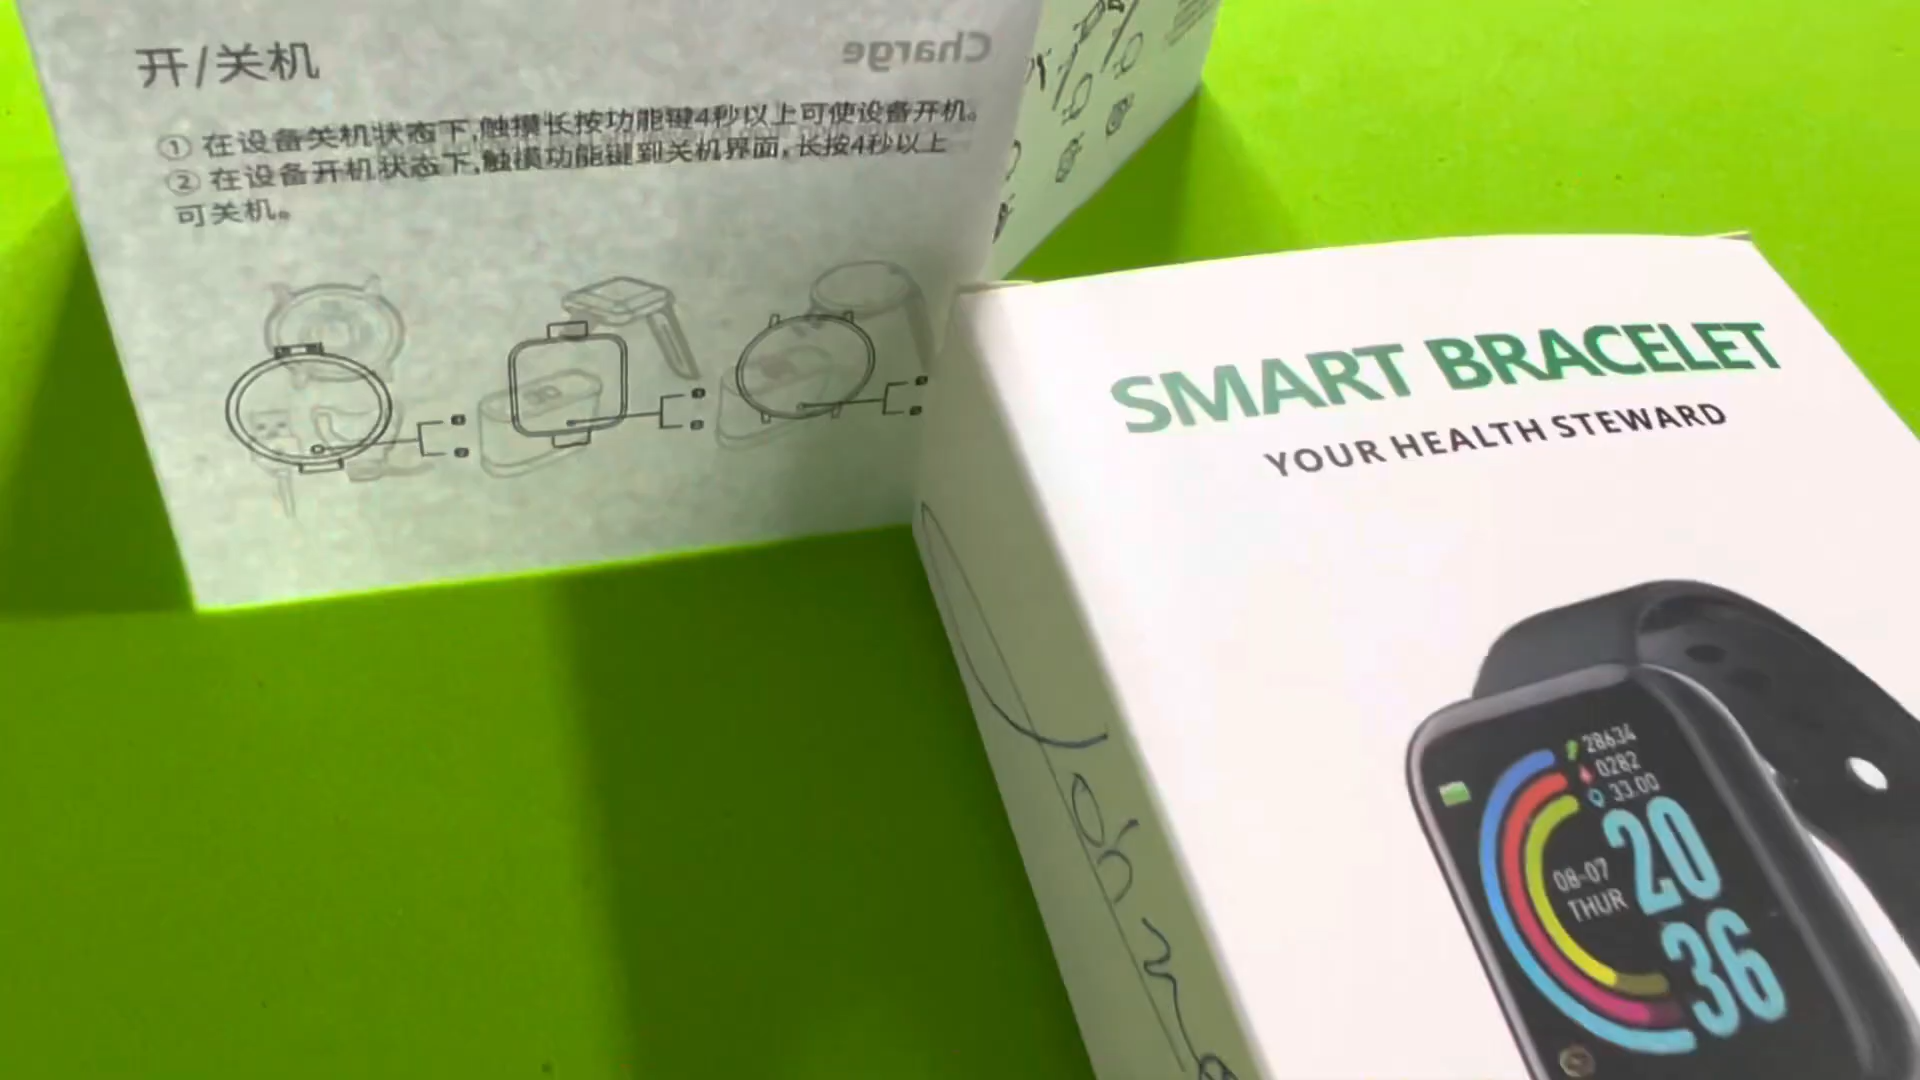 开/关机
Charge
① 在设备关机状态下,触摸长按功能键4秒以上可使设备开机。
② 在设备开机状态下,触摸功能键到关机界面,长按4秒以上
可关机。
SMART BRACELET
YOUR HEALTH STEWARD
28634
0282
33.00
20
08-07
THUR
36